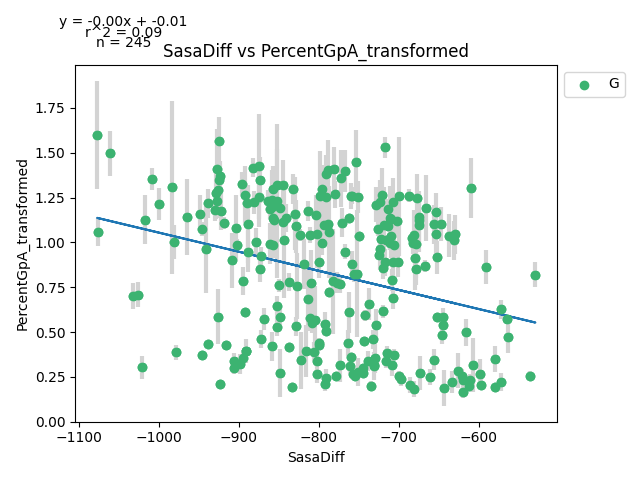 y = -0.00x + -0.01
r^2 = 0.09
n = 245
SasaDiff vs PercentGpA_transformed
G
PercentGpA_transformed
1.75
1.50
1.25
1.00
0.75
0.50
0.25
0.00
−1100 −1000 −900 −800 −700 −600
SasaDiff